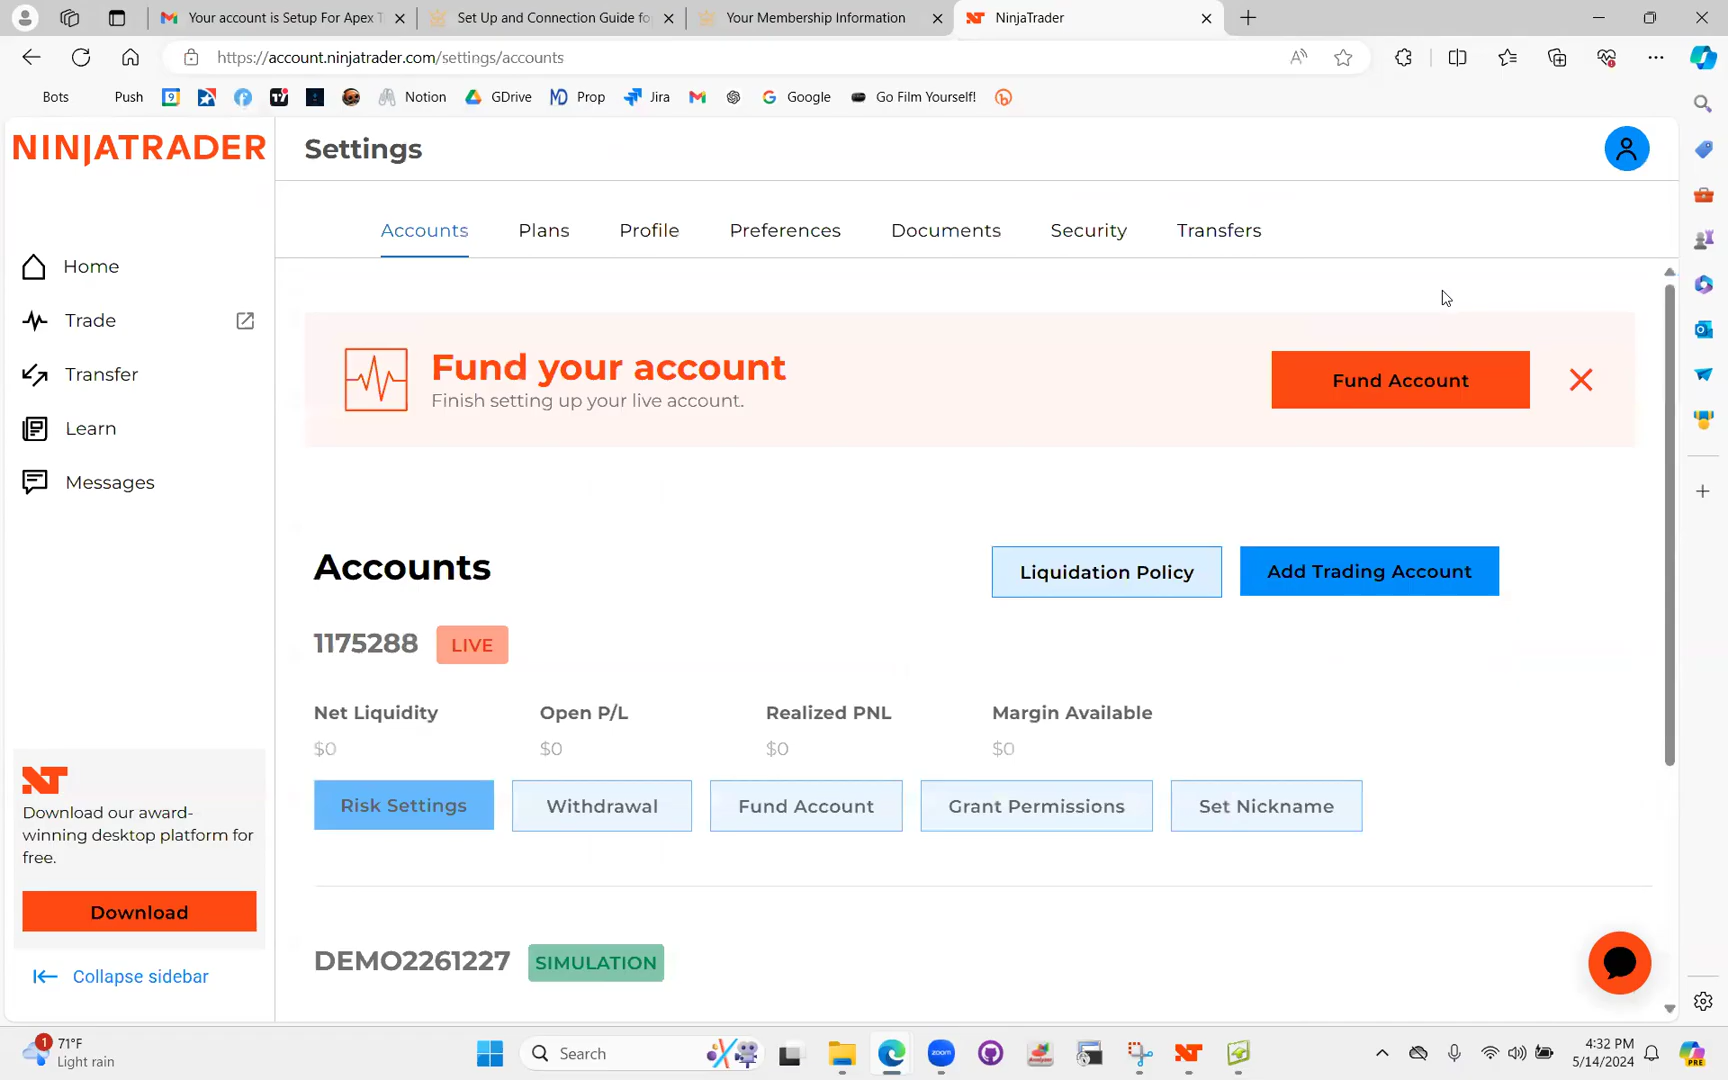 Your account is Setup For Apex T
Set Up and Connection Guide fo
Your Membership Information
NinjaTrader
https://account.ninjatrader.com/settings/accounts
Bots
Push
Notion
GDrive
Prop
Jira
Google
Go Film Yourself!
NINJATRADER
Settings
Accounts
Plans
Profile
Preferences
Documents
Security
Transfers
Home
Trade
Transfer
Learn
Messages
Fund your account
Finish setting up your live account.
Fund Account
Accounts
Liquidation Policy
Add Trading Account
1175288 LIVE
Net Liquidity
Open P/L
Realized PNL
Margin Available
$0
$0
$0
$0
Risk Settings
Withdrawal
Fund Account
Grant Permissions
Set Nickname
DEMO2261227 SIMULATION
Download our award-
winning desktop platform for
free.
Download
Collapse sidebar
1
71°F
Light rain
Search
zoom
4:32 PM
5/14/2024
PRE